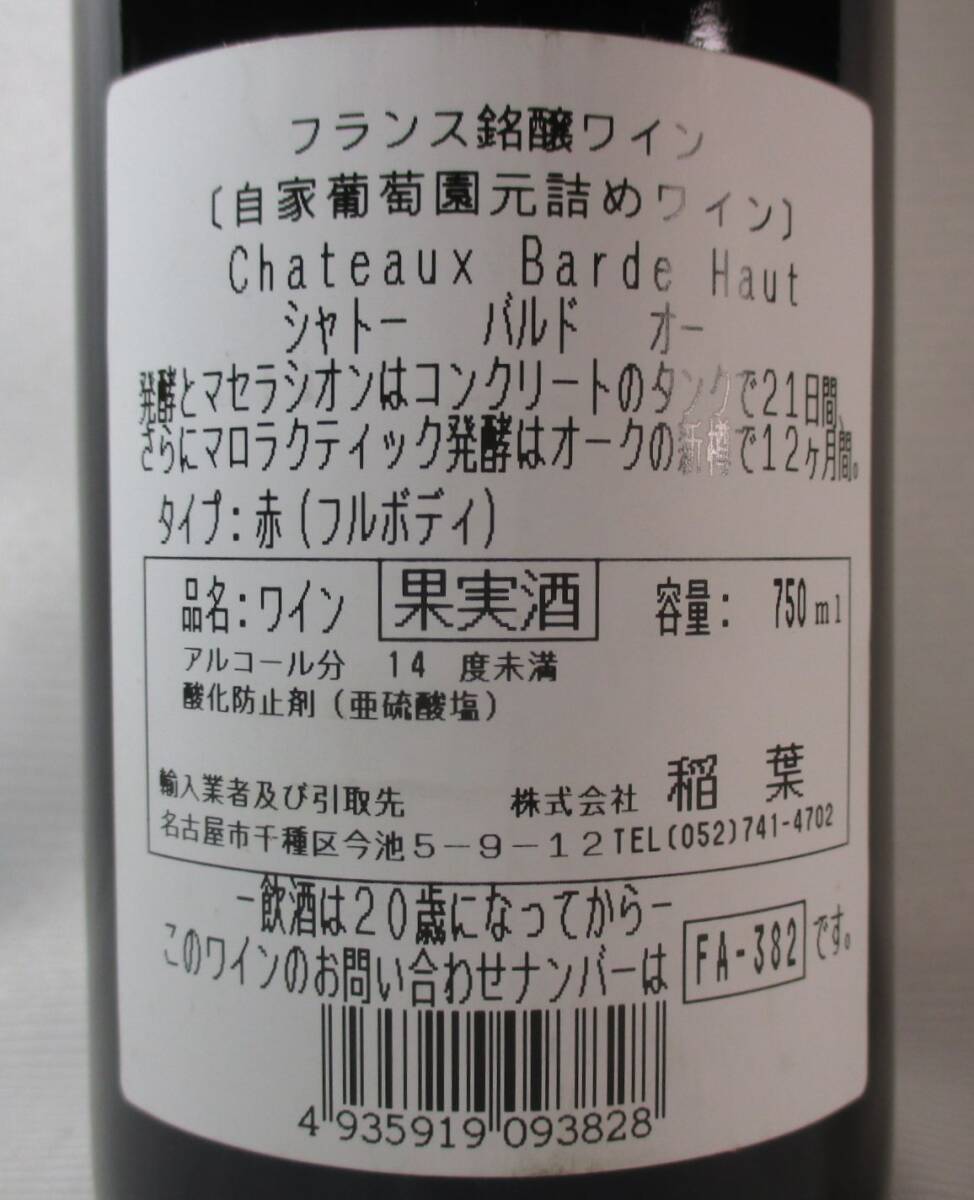 フランス銘醸ワイン
〔自家葡萄園元詰めワイン〕
Chateaux Barde Haut
シャトー バルド オー
発酵とマセラシオンはコンクリートのタンクで21日間、
さらにマロラクティック発酵はオークの新樽で12ヶ月間。
タイプ：赤（フルボディ）
品名：ワイン 果実酒 容量： 750ml
アルコール分 14 度未満
酸化防止剤（亜硫酸塩）
輸入業者及び引取先 株式会社 稲葉
名古屋市千種区今池5－9－12TEL(052)741-4702
－飲酒は20歳になってから－
このワインのお問い合わせナンバーは FA-382 です。
4 935919 093828